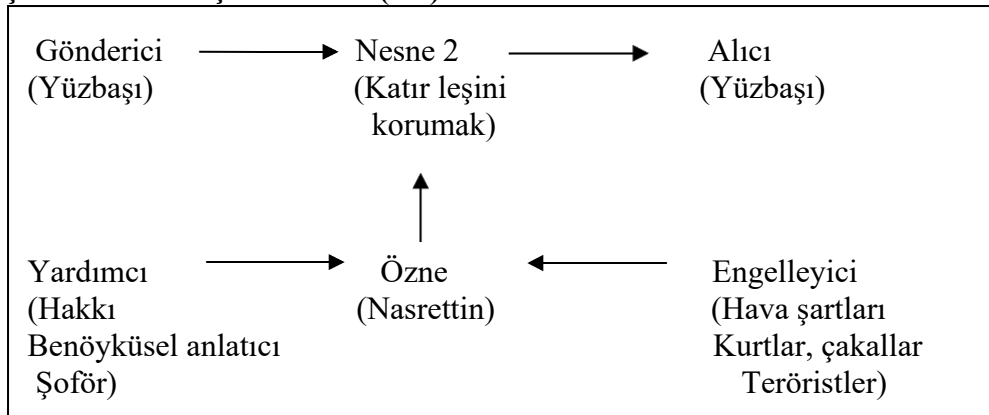 Gönderici Nesne 2 Alıcı
(Yüzbaşı) (Katır leşini (Yüzbaşı)
korumak)
Yardımcı Özne Engelleyici
(Hakkı (Nasrettin) (Hava şartları
Benöyküsel anlatıcı Kurtlar, çakallar
Şoför) Teröristler)